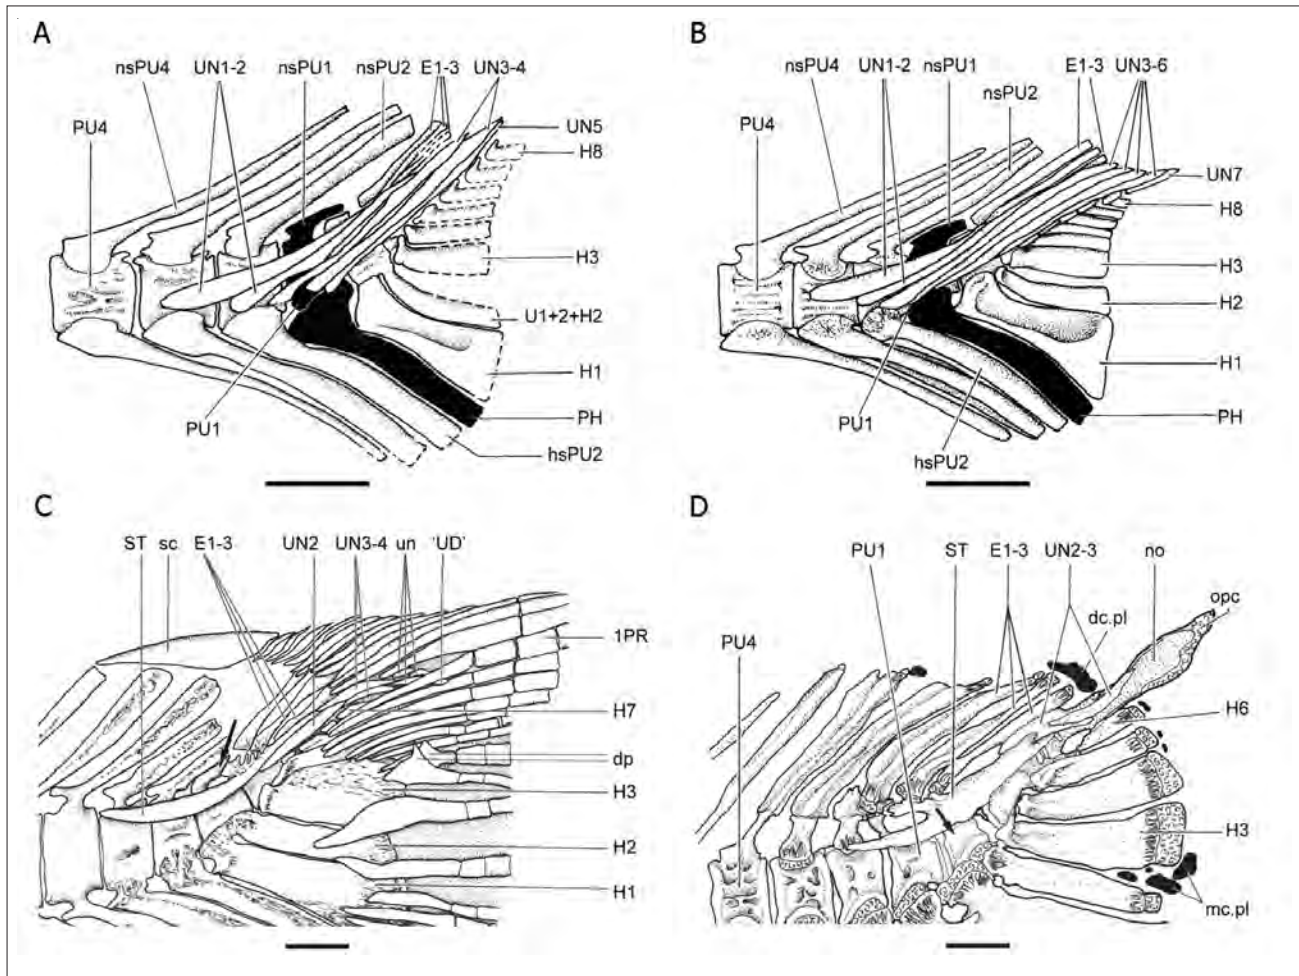 A
nsPU4 UN1-2 nsPU1 nsPU2 E1-3 UN3-4
PU4
UN5
H8
H3
U1+2+H2
H1
PH
PU1
hsPU2
B
nsPU4 UN1-2 nsPU1 E1-3 UN3-6
nsPU2
PU4
UN7
H8
H3
H2
H1
PH
PU1
hsPU2
C
ST sc E1-3 UN2 UN3-4 un 'UD'
1PR
H7
dp
H3
H2
H1
D
PU1 ST E1-3 UN2-3 no
opc
dc.pl
PU4
H6
H3
mc.pl